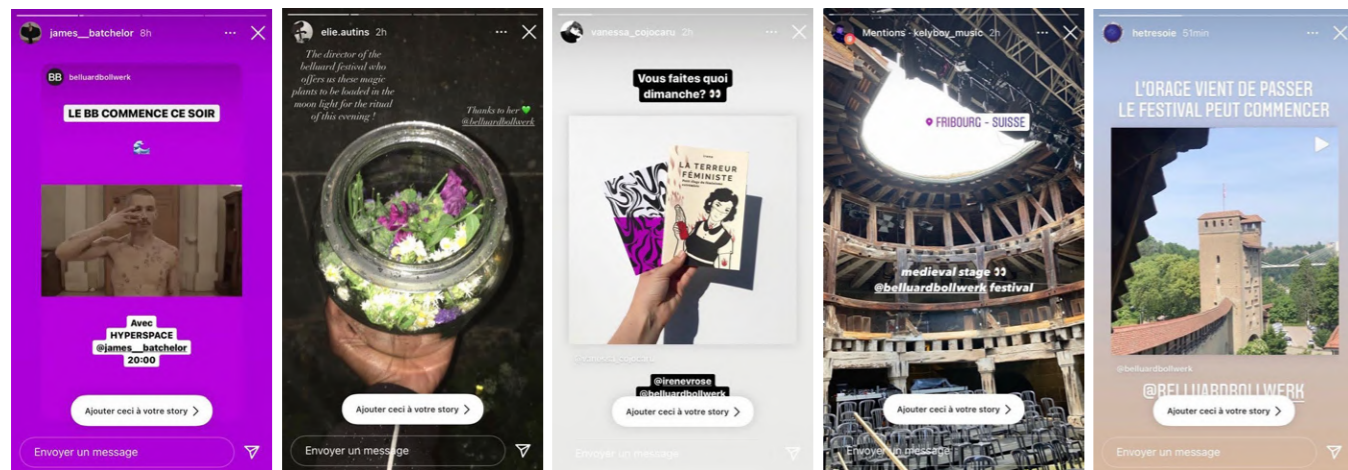 james__batchelor 8h
BB belluardbollwerk
LE BB COMMENCE CE SOIR
Avec
HYPERSPACE
@james__batchelor
20:00
Ajouter ceci à votre story
Envoyer un message
elie.autins 2h
The director of the
belluard festival who
offers us these magic
plants to be loaded in the
moon light for the ritual
of this evening !
Thanks to her
@belluardbollwerk
Ajouter ceci à votre story
Envoyer un message
vanessa_cojocaru 2h
Vous faites quoi
dimanche?
LA TERREUR
FÉMINISTE
@irenevrose
@belluardbollwerk
Ajouter ceci à votre story
Envoyer un message
Mentions · kelyboy_music 2h
FRIBOURG - SUISSE
medieval stage
@belluardbollwerk festival
Ajouter ceci à votre story
Envoyer un message
hetresoie 51min
L'ORAGE VIENT DE PASSER
LE FESTIVAL PEUT COMMENCER
@belluardbollwerk
@BELLUARDBOLLWERK
Ajouter ceci à votre story
Envoyer un message